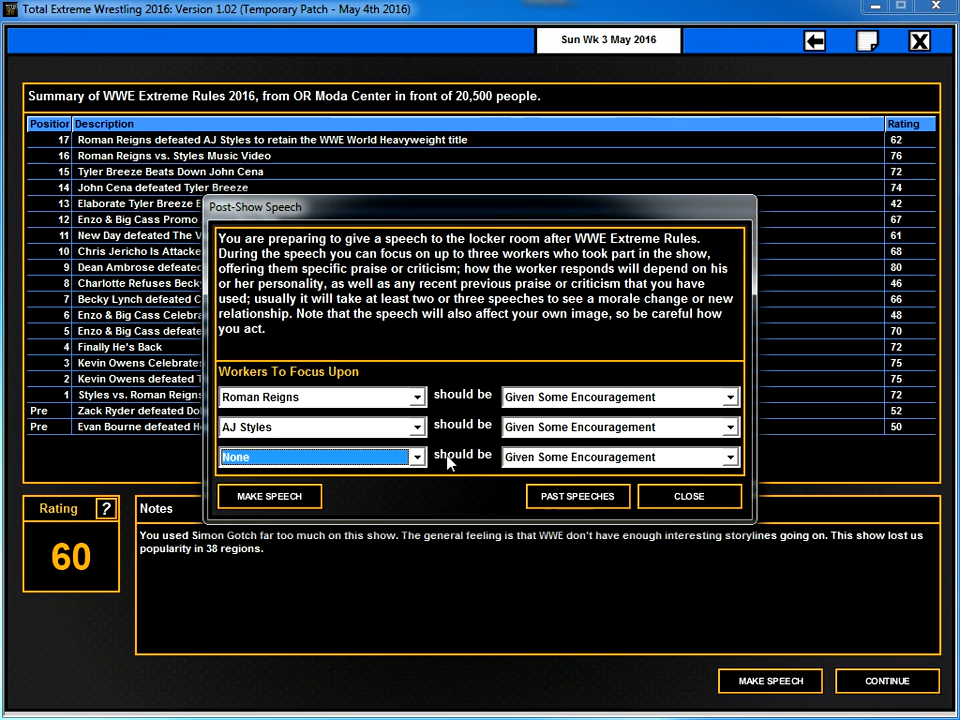 Total Extreme Wrestling 2016: Version 1.02 (Temporary Patch - May 4th 2016)
Sun Wk 3 May 2016
Summary of WWE Extreme Rules 2016, from OR Moda Center in front of 20,500 people.
Position Description Rating
17 Roman Reigns defeated AJ Styles to retain the WWE World Heavyweight title 62
16 Roman Reigns vs. Styles Music Video 76
15 Tyler Breeze Beats Down John Cena 72
14 John Cena defeated Tyler Breeze 74
13 Elaborate Tyler Breeze 42
12 Enzo & Big Cass Promo 67
11 New Day defeated The 61
10 Chris Jericho Is Attacke 68
9 Dean Ambrose defeated 80
8 Charlotte Refuses Beck 46
7 Becky Lynch defeated 66
6 Enzo & Big Cass Celebra 48
5 Enzo & Big Cass defeate 70
4 Finally He's Back 72
3 Kevin Owens Celebrates 75
2 Kevin Owens defeated 75
1 Styles vs. Roman Reigns 72
Pre Zack Ryder defeated Do 52
Pre Evan Bourne defeated H 50
Post-Show Speech
You are preparing to give a speech to the locker room after WWE Extreme Rules.
During the speech you can focus on up to three workers who took part in the show,
offering them specific praise or criticism; how the worker responds will depend on his
or her personality, as well as any recent previous praise or criticism that you have
used; usually it will take at least two or three speeches to see a morale change or new
relationship. Note that the speech will also affect your own image, so be careful how
you act.
Workers To Focus Upon
Roman Reigns should be Given Some Encouragement
AJ Styles should be Given Some Encouragement
None should be Given Some Encouragement
MAKE SPEECH PAST SPEECHES CLOSE
Rating ?
60
Notes
You used Simon Gotch far too much on this show. The general feeling is that WWE don't have enough interesting storylines going on. This show lost us
popularity in 38 regions.
MAKE SPEECH CONTINUE